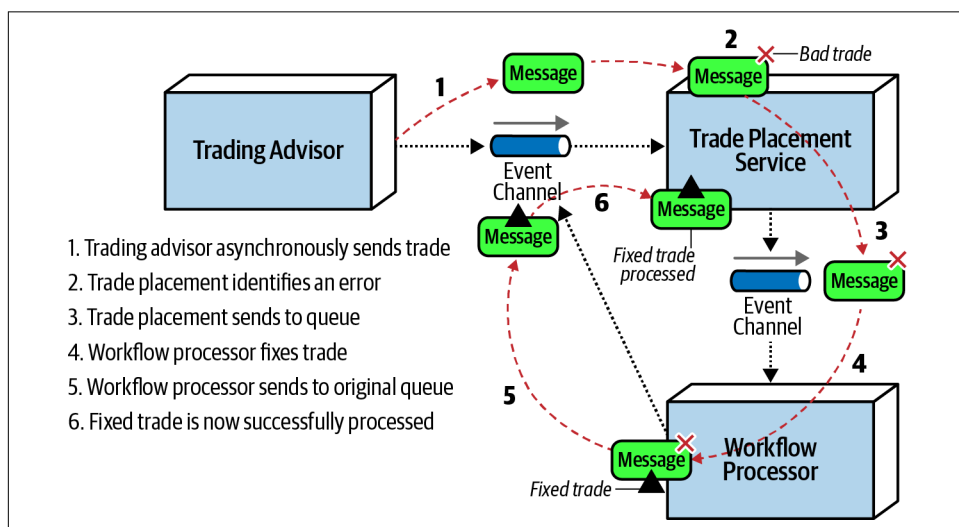 2
Bad trade
Message
Message
1
Trading Advisor
Trade Placement
Service
Event
Channel
6
Message
Message
Fixed trade
processed
3
Message
Event
Channel
1. Trading advisor asynchronously sends trade
2. Trade placement identifies an error
3. Trade placement sends to queue
4. Workflow processor fixes trade
5. Workflow processor sends to original queue
6. Fixed trade is now successfully processed
4
5
Message
Fixed trade
Workflow
Processor